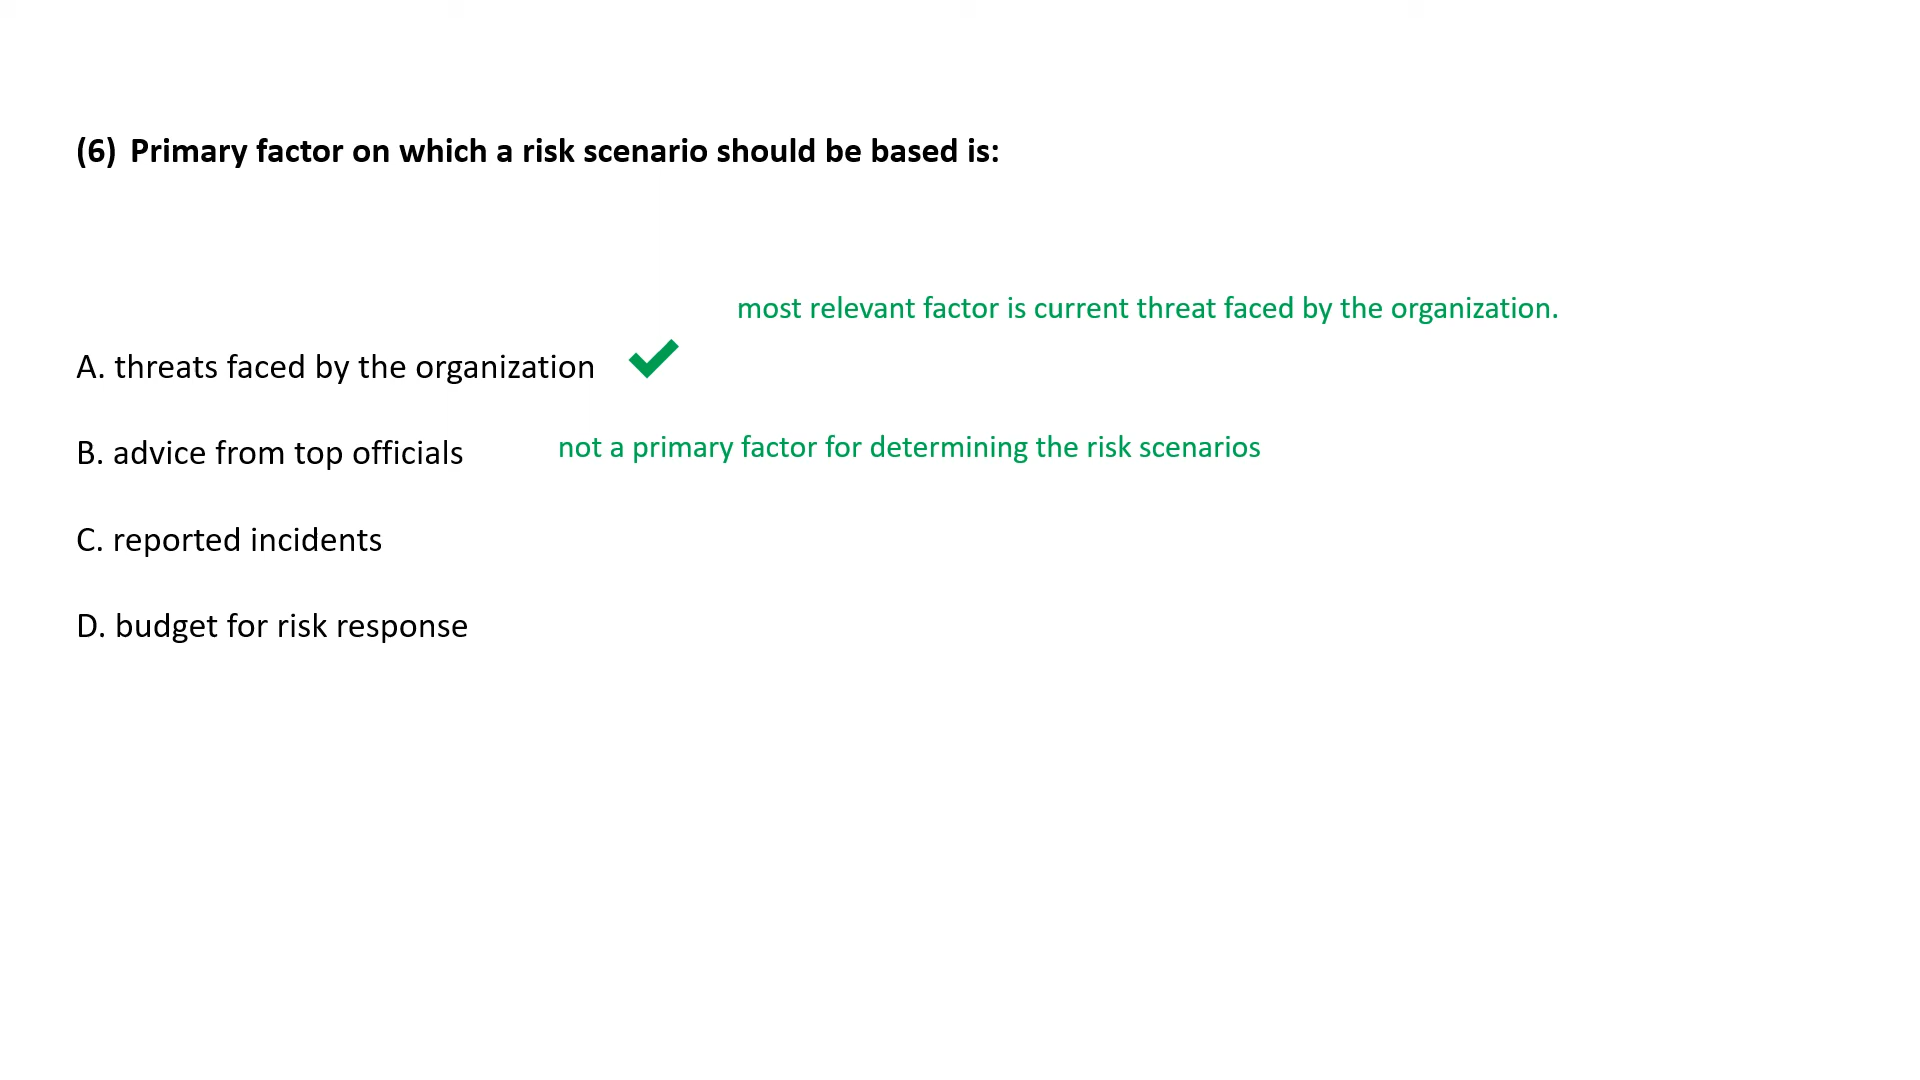 (6) Primary factor on which a risk scenario should be based is:
most relevant factor is current threat faced by the organization.
A. threats faced by the organization
B. advice from top officials not a primary factor for determining the risk scenarios
C. reported incidents
D. budget for risk response